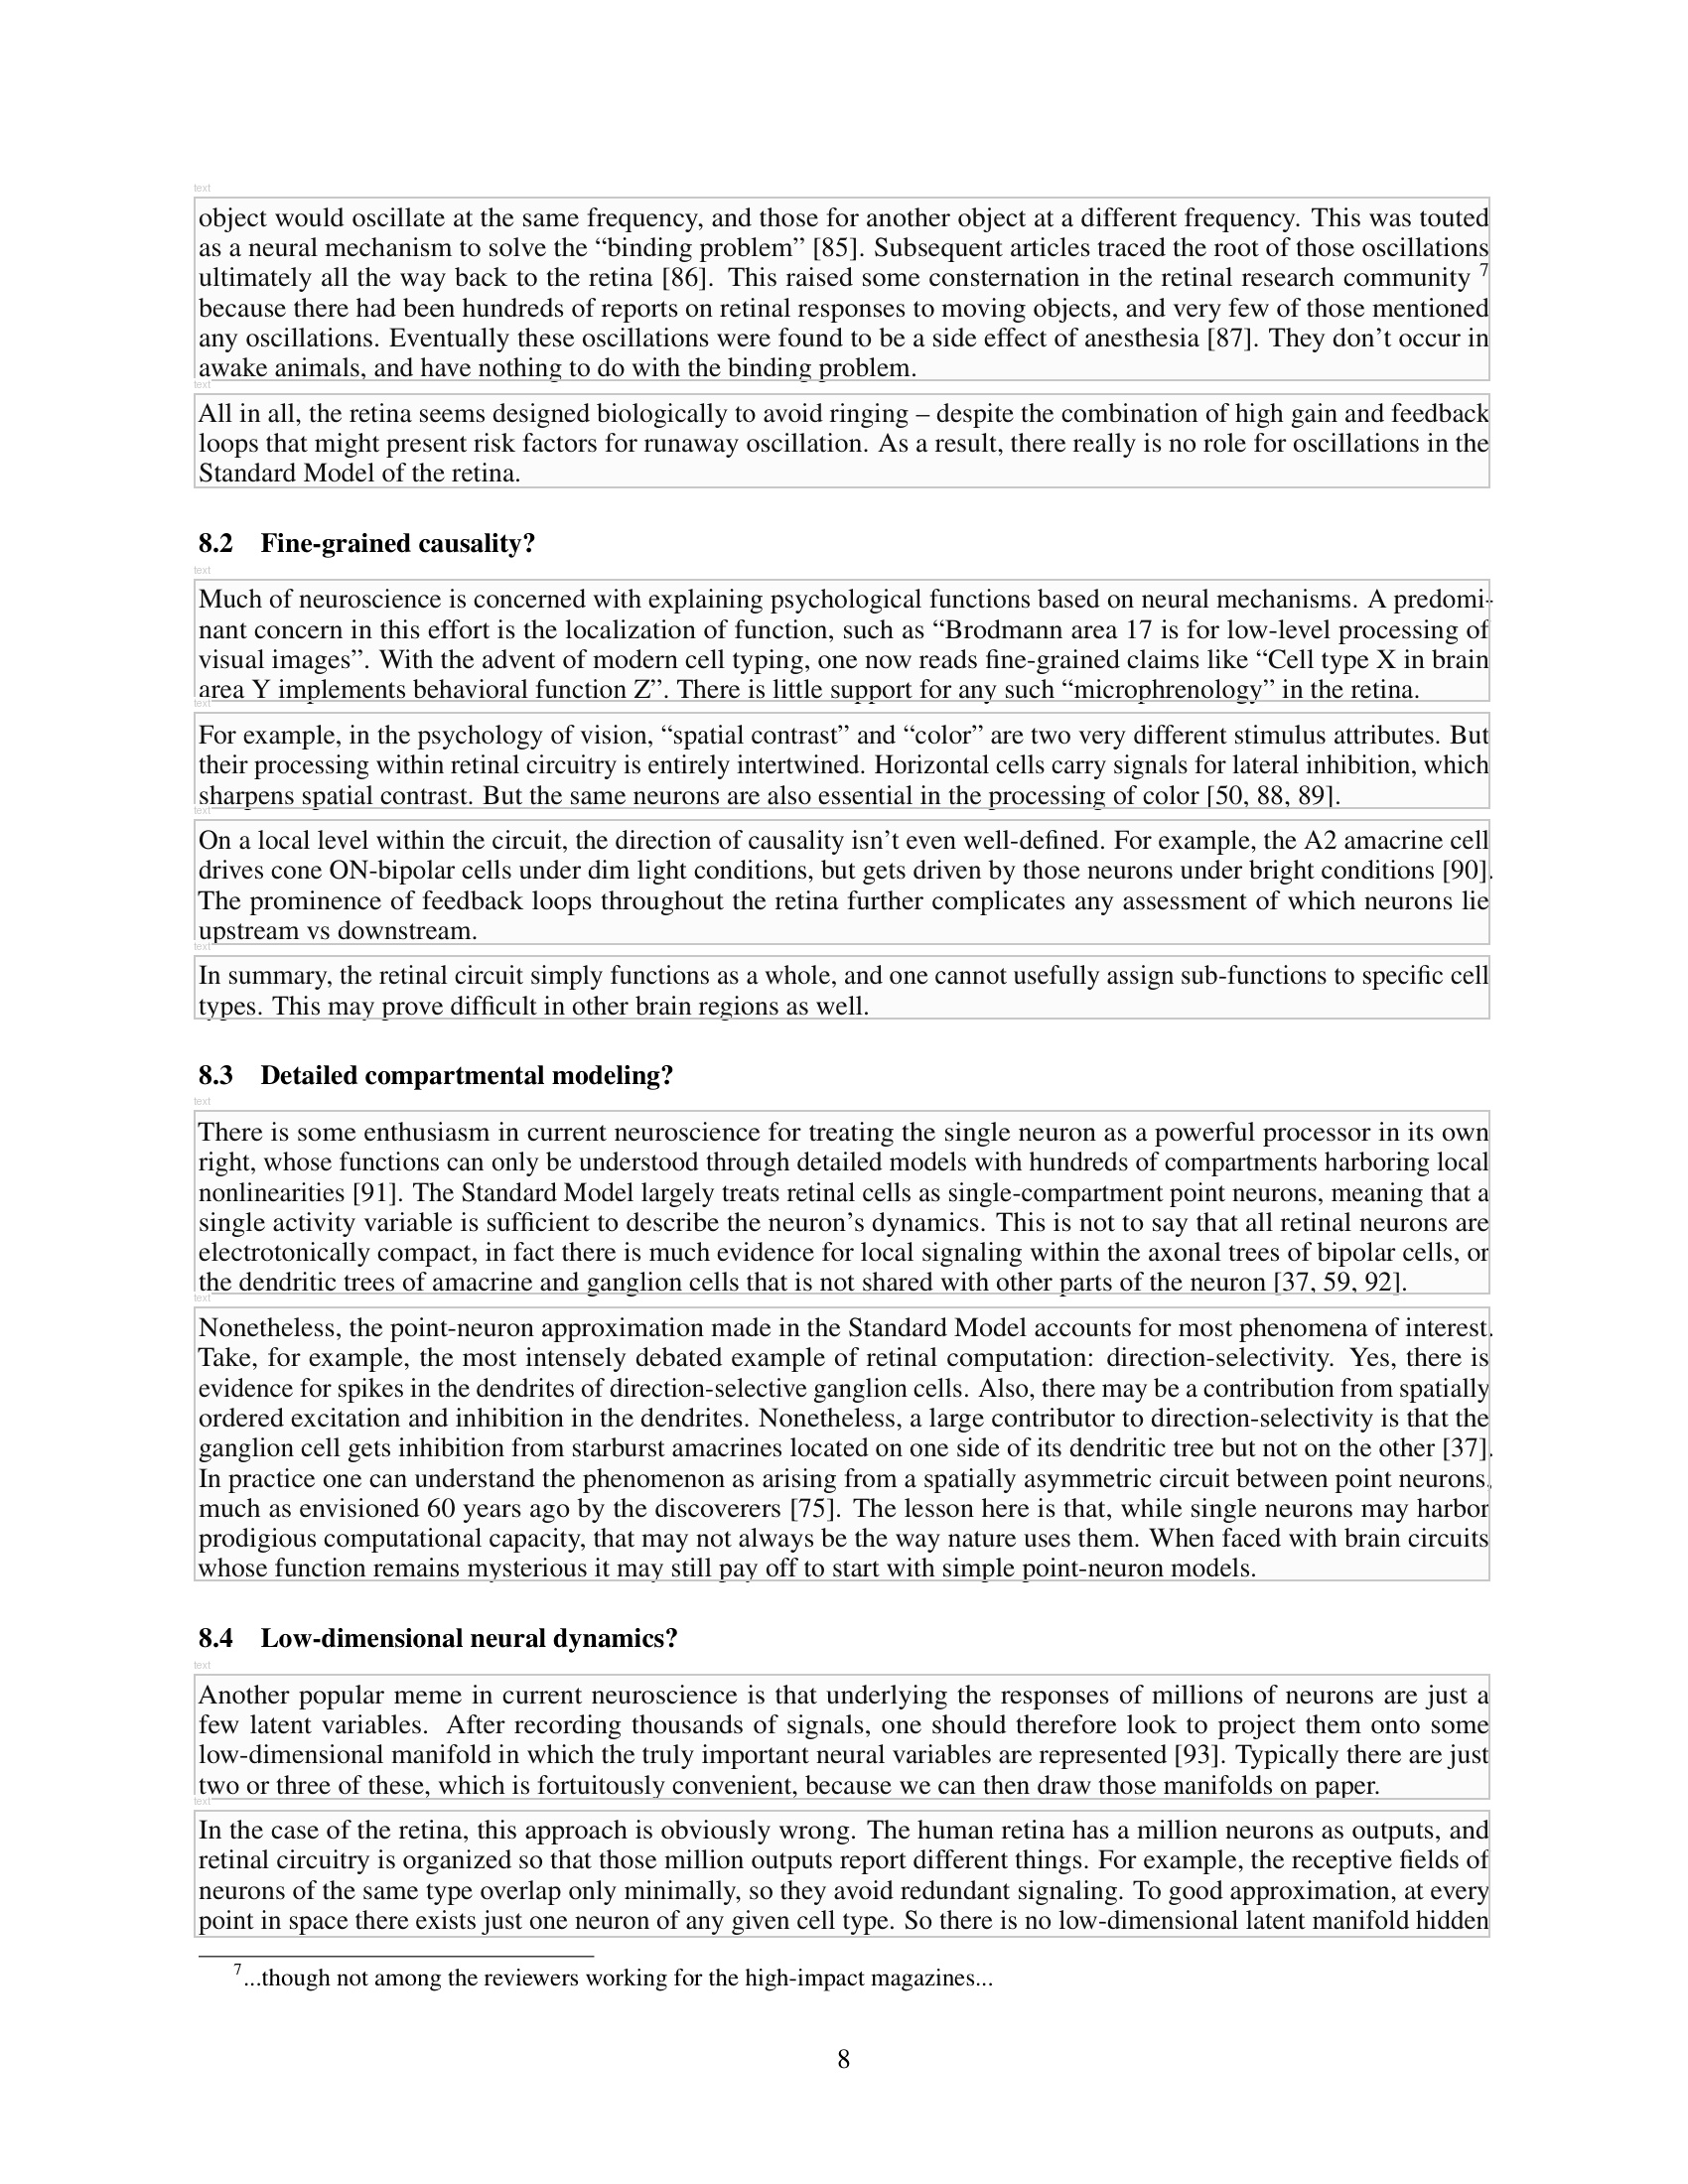 text
object would oscillate at the same frequency, and those for another object at a different frequency. This was touted
as a neural mechanism to solve the “binding problem” [85]. Subsequent articles traced the root of those oscillations
ultimately all the way back to the retina [86]. This raised some consternation in the retinal research community 7
because there had been hundreds of reports on retinal responses to moving objects, and very few of those mentioned
any oscillations. Eventually these oscillations were found to be a side effect of anesthesia [87]. They don’t occur in
awake animals, and have nothing to do with the binding problem.
text
All in all, the retina seems designed biologically to avoid ringing – despite the combination of high gain and feedback
loops that might present risk factors for runaway oscillation. As a result, there really is no role for oscillations in the
Standard Model of the retina.
8.2 Fine-grained causality?
text
Much of neuroscience is concerned with explaining psychological functions based on neural mechanisms. A predomi-
nant concern in this effort is the localization of function, such as “Brodmann area 17 is for low-level processing of
visual images”. With the advent of modern cell typing, one now reads fine-grained claims like “Cell type X in brain
area Y implements behavioral function Z”. There is little support for any such “microphrenology” in the retina.
text
For example, in the psychology of vision, “spatial contrast” and “color” are two very different stimulus attributes. But
their processing within retinal circuitry is entirely intertwined. Horizontal cells carry signals for lateral inhibition, which
sharpens spatial contrast. But the same neurons are also essential in the processing of color [50, 88, 89].
text
On a local level within the circuit, the direction of causality isn’t even well-defined. For example, the A2 amacrine cell
drives cone ON-bipolar cells under dim light conditions, but gets driven by those neurons under bright conditions [90].
The prominence of feedback loops throughout the retina further complicates any assessment of which neurons lie
upstream vs downstream.
text
In summary, the retinal circuit simply functions as a whole, and one cannot usefully assign sub-functions to specific cell
types. This may prove difficult in other brain regions as well.
8.3 Detailed compartmental modeling?
text
There is some enthusiasm in current neuroscience for treating the single neuron as a powerful processor in its own
right, whose functions can only be understood through detailed models with hundreds of compartments harboring local
nonlinearities [91]. The Standard Model largely treats retinal cells as single-compartment point neurons, meaning that a
single activity variable is sufficient to describe the neuron’s dynamics. This is not to say that all retinal neurons are
electrotonically compact, in fact there is much evidence for local signaling within the axonal trees of bipolar cells, or
the dendritic trees of amacrine and ganglion cells that is not shared with other parts of the neuron [37, 59, 92].
text
Nonetheless, the point-neuron approximation made in the Standard Model accounts for most phenomena of interest.
Take, for example, the most intensely debated example of retinal computation: direction-selectivity. Yes, there is
evidence for spikes in the dendrites of direction-selective ganglion cells. Also, there may be a contribution from spatially
ordered excitation and inhibition in the dendrites. Nonetheless, a large contributor to direction-selectivity is that the
ganglion cell gets inhibition from starburst amacrines located on one side of its dendritic tree but not on the other [37].
In practice one can understand the phenomenon as arising from a spatially asymmetric circuit between point neurons,
much as envisioned 60 years ago by the discoverers [75]. The lesson here is that, while single neurons may harbor
prodigious computational capacity, that may not always be the way nature uses them. When faced with brain circuits
whose function remains mysterious it may still pay off to start with simple point-neuron models.
8.4 Low-dimensional neural dynamics?
text
Another popular meme in current neuroscience is that underlying the responses of millions of neurons are just a
few latent variables. After recording thousands of signals, one should therefore look to project them onto some
low-dimensional manifold in which the truly important neural variables are represented [93]. Typically there are just
two or three of these, which is fortuitously convenient, because we can then draw those manifolds on paper.
text
In the case of the retina, this approach is obviously wrong. The human retina has a million neurons as outputs, and
retinal circuitry is organized so that those million outputs report different things. For example, the receptive fields of
neurons of the same type overlap only minimally, so they avoid redundant signaling. To good approximation, at every
point in space there exists just one neuron of any given cell type. So there is no low-dimensional latent manifold hidden
7...though not among the reviewers working for the high-impact magazines...
8